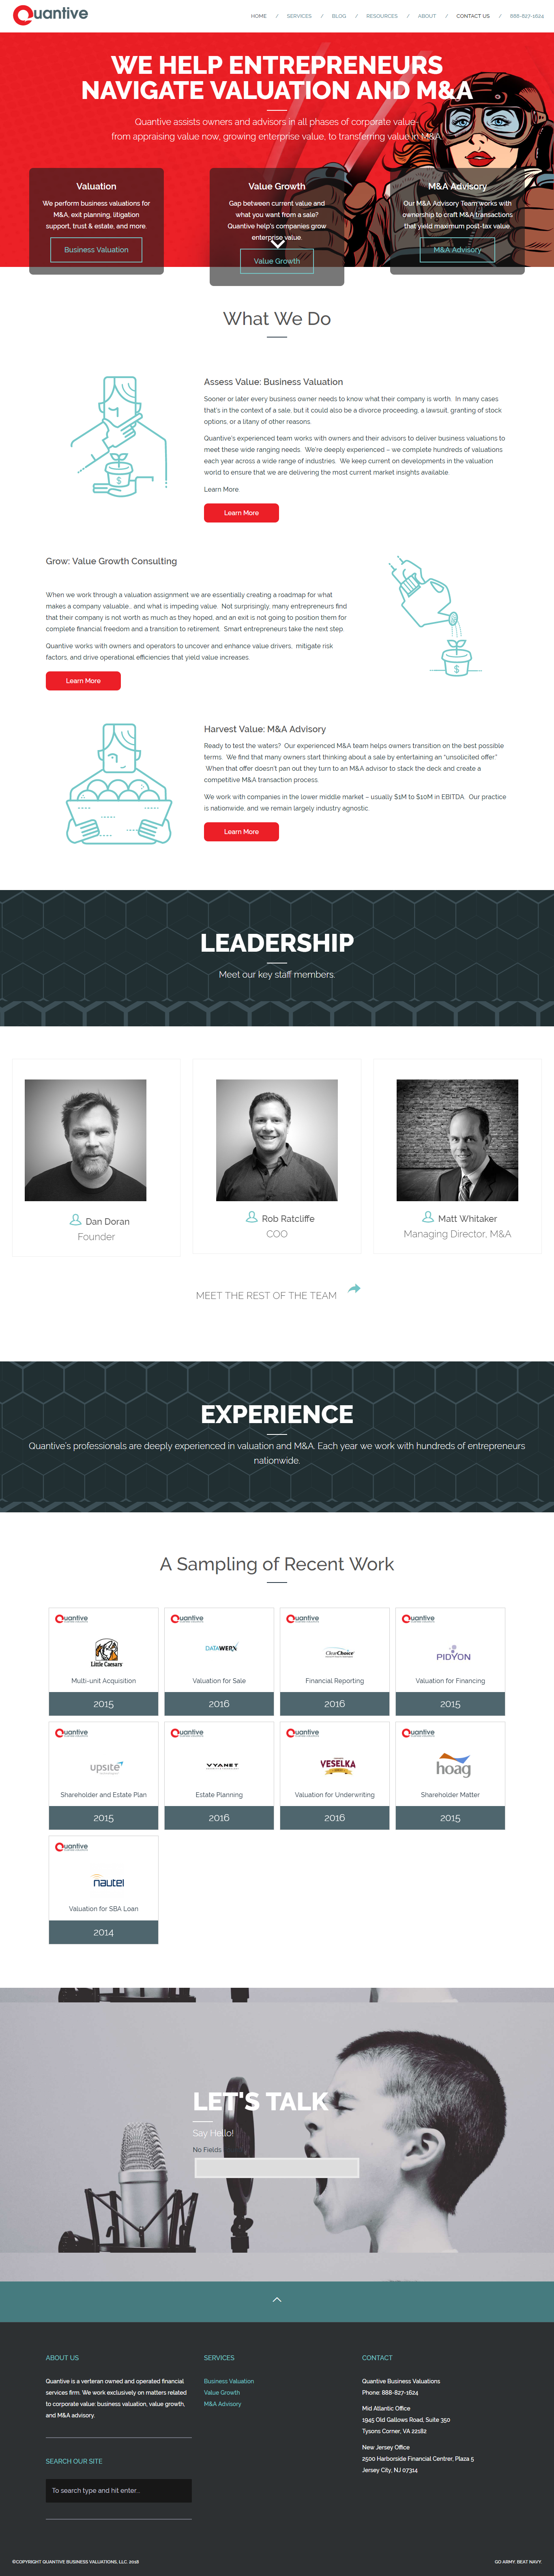 Quantive
HOME / SERVICES / BLOG / RESOURCES / ABOUT / CONTACT US / 888-827-1624
WE HELP ENTREPRENEURS
NAVIGATE VALUATION AND M&A
Quantive assists owners and advisors in all phases of corporate value-
from appraising value now, growing enterprise value, to transferring value in M&A.
Valuation
We perform business valuations for
M&A, exit planning, litigation
support, trust & estate, and more.
Business Valuation
Value Growth
Gap between current value and
what you want from a sale?
Quantive helps companies grow
enterprise value.
Value Growth
M&A Advisory
Our M&A Advisory Team works with
ownership to craft M&A transactions
that yield maximum post-tax value.
M&A Advisory
What We Do
Assess Value: Business Valuation
Sooner or later every business owner needs to know what their company is worth. In many cases
that's in the context of a sale, but it could also be a divorce proceeding, a lawsuit, granting of stock
options, or a litany of other reasons.
Quantive's experienced team works with owners and their advisors to deliver business valuations to
meet these wide ranging needs. We're deeply experienced – we complete hundreds of valuations
each year across a wide range of industries. We keep current on developments in the valuation
world to ensure that we are delivering the most current market insights available.
Learn More.
Learn More
Grow: Value Growth Consulting
When we work through a valuation assignment we are essentially creating a roadmap for what
makes a company valuable... and what is impeding value. Not surprisingly, many entrepreneurs find
that their company is not worth as much as they hoped, and an exit is not going to position them for
complete financial freedom and a transition to retirement. Smart entrepreneurs take the next step.
Quantive works with owners and operators to uncover and enhance value drivers, mitigate risk
factors, and drive operational efficiencies that yield value increases.
Learn More
Harvest Value: M&A Advisory
Ready to test the waters? Our experienced M&A team helps owners transition on the best possible
terms. We find that many owners start thinking about a sale by entertaining an "unsolicited offer."
When that offer doesn't pan out they turn to an M&A advisor to stack the deck and create a
competitive M&A transaction process.
We work with companies in the lower middle market – usually $1M to $10M in EBITDA. Our practice
is nationwide, and we remain largely industry agnostic.
Learn More
LEADERSHIP
Meet our key staff members.
Dan Doran
Founder
Rob Ratcliffe
COO
Matt Whitaker
Managing Director, M&A
MEET THE REST OF THE TEAM
EXPERIENCE
Quantive's professionals are deeply experienced in valuation and M&A. Each year we work with hundreds of entrepreneurs
nationwide.
A Sampling of Recent Work
Quantive
Little Caesars
Multi-unit Acquisition
2015
Quantive
DATAWERX
Valuation for Sale
2016
Quantive
ClearChoice
Financial Reporting
2016
Quantive
PIDYON
Valuation for Financing
2015
Quantive
upsite
Shareholder and Estate Plan
2015
Quantive
VYANET
Estate Planning
2016
Quantive
VESELKA
Valuation for Underwriting
2016
Quantive
hoag
Shareholder Matter
2015
Quantive
nautel
Valuation for SBA Loan
2014
LET'S TALK
Say Hello!
No Fields
ABOUT US
Quantive is a verteran owned and operated financial
services firm. We work exclusively on matters related
to corporate value: business valuation, value growth,
and M&A advisory.
SEARCH OUR SITE
To search type and hit enter...
SERVICES
Business Valuation
Value Growth
M&A Advisory
CONTACT
Quantive Business Valuations
Phone: 888-827-1624
Mid Atlantic Office
1945 Old Gallows Road, Suite 350
Tysons Corner, VA 22182
New Jersey Office
2500 Harborside Financial Centrer, Plaza 5
Jersey City, NJ 07314
©COPYRIGHT QUANTIVE BUSINESS VALUATIONS, LLC. 2016
GO ARMY. BEAT NAVY.